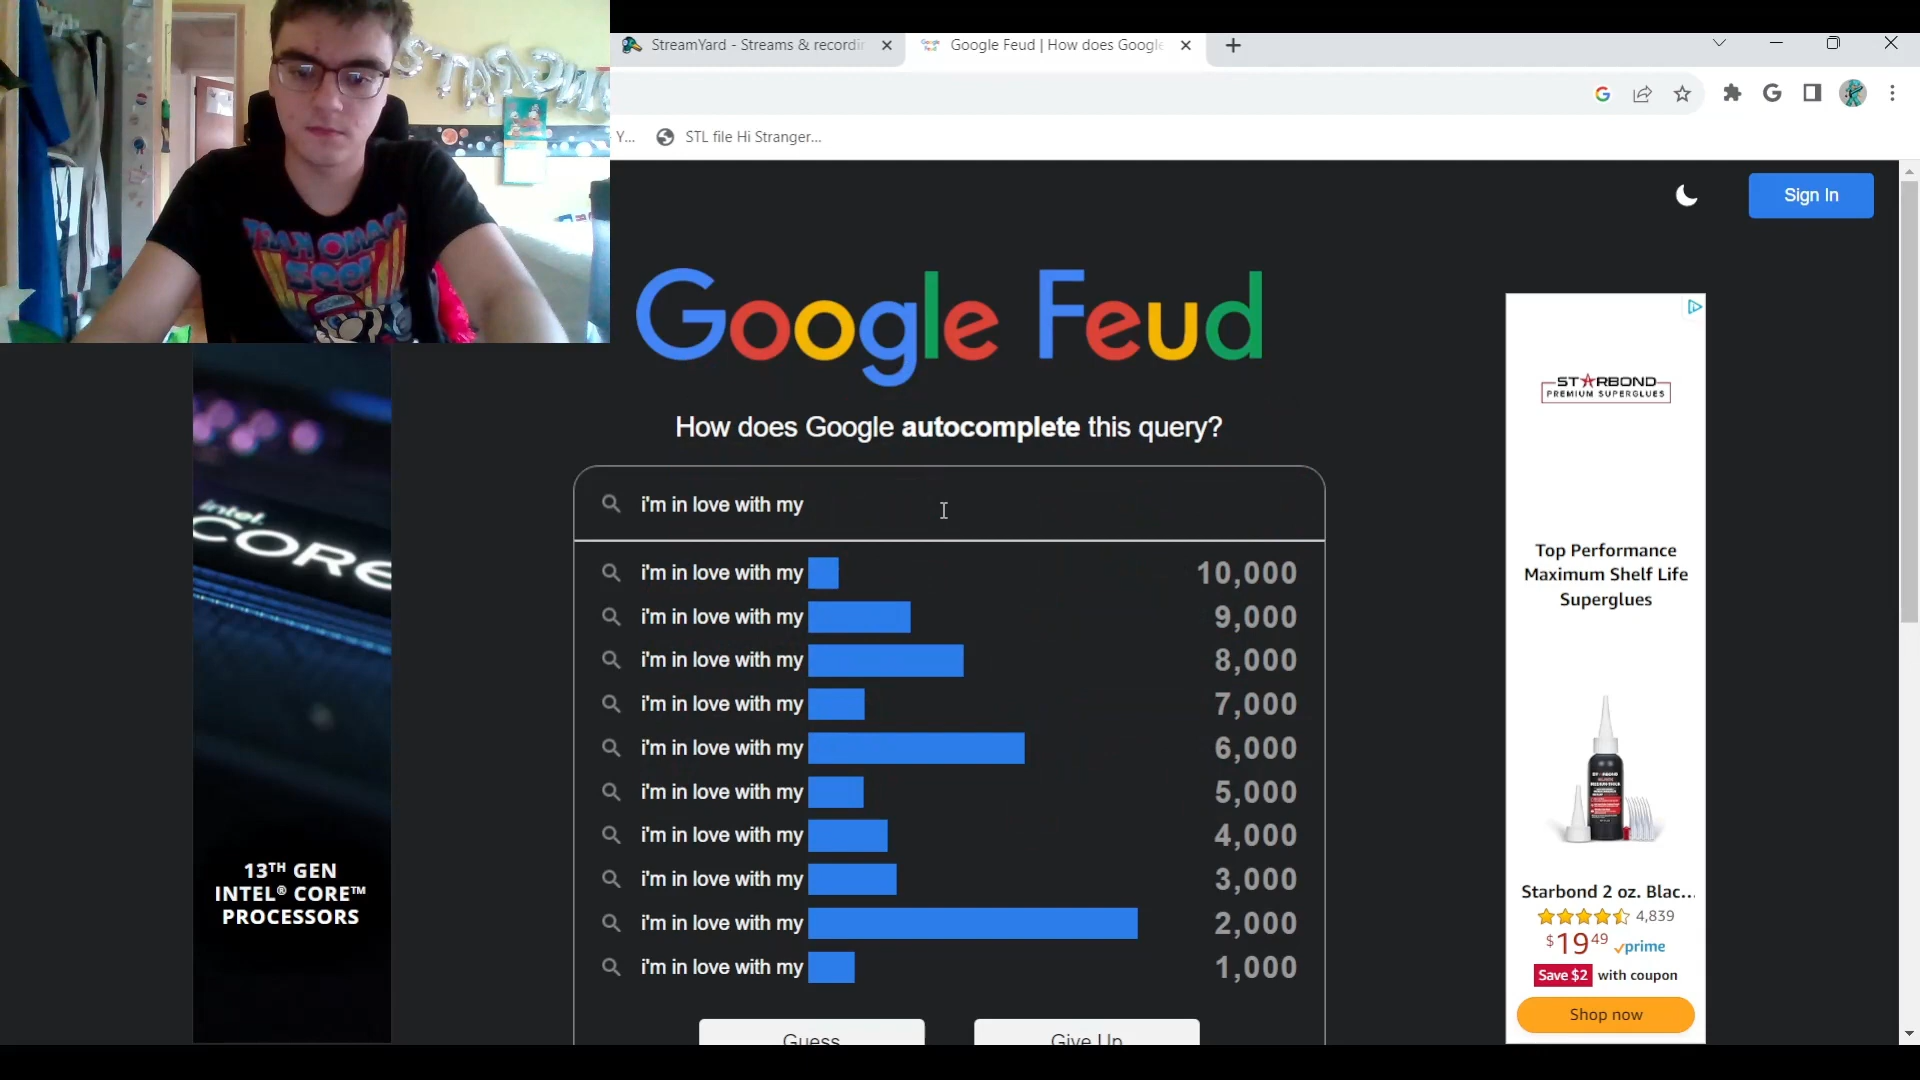 StreamYard - Streams & recordin
Google Feud | How does Google
Y...
STL file Hi Stranger...
Sign In
Google Feud
How does Google autocomplete this query?
i'm in love with my
i'm in love with my 10,000
i'm in love with my 9,000
i'm in love with my 8,000
i'm in love with my 7,000
i'm in love with my 6,000
i'm in love with my 5,000
i'm in love with my 4,000
i'm in love with my 3,000
i'm in love with my 2,000
i'm in love with my 1,000
Guess
Give Up
intel.
CORE
13TH GEN
INTEL® CORE™
PROCESSORS
STARBOND
PREMIUM SUPERGLUES
Top Performance
Maximum Shelf Life
Superglues
Starbond 2 oz. Blac...
4,839
$19 49 prime
Save $2 with coupon
Shop now